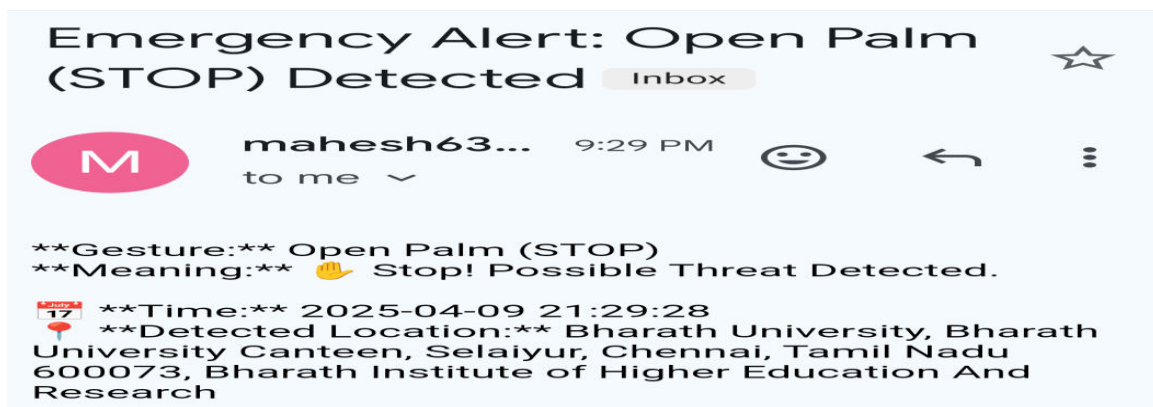 Emergency Alert: Open Palm
(STOP) Detected Inbox
M
mahesh63... 9:29 PM
to me
**Gesture:** Open Palm (STOP)
**Meaning:** ✋ Stop! Possible Threat Detected.
📅 **Time:** 2025-04-09 21:29:28
📍 **Detected Location:** Bharath University, Bharath
University Canteen, Selaiyur, Chennai, Tamil Nadu
600073, Bharath Institute of Higher Education And
Research